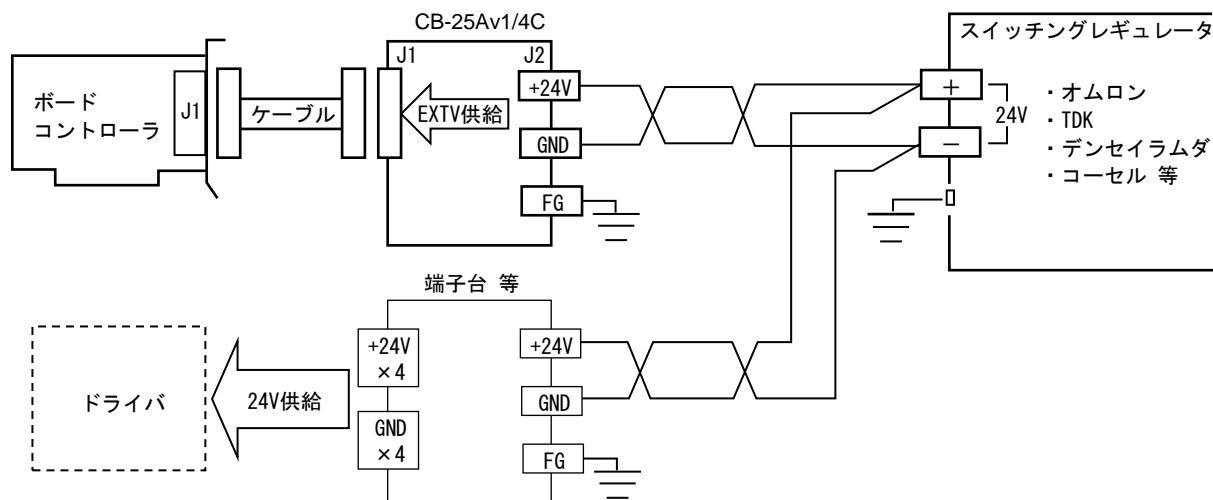 CB-25Av1/4C
スイッチングレギュレータ
J1
J2
ボード
コントローラ
J1
ケーブル
EXTV供給
+24V
GND
FG
+
−
24V
・オムロン
・TDK
・デンセイラムダ
・コーセル 等
端子台 等
ドライバ
24V供給
+24V
×4
GND
×4
+24V
GND
FG